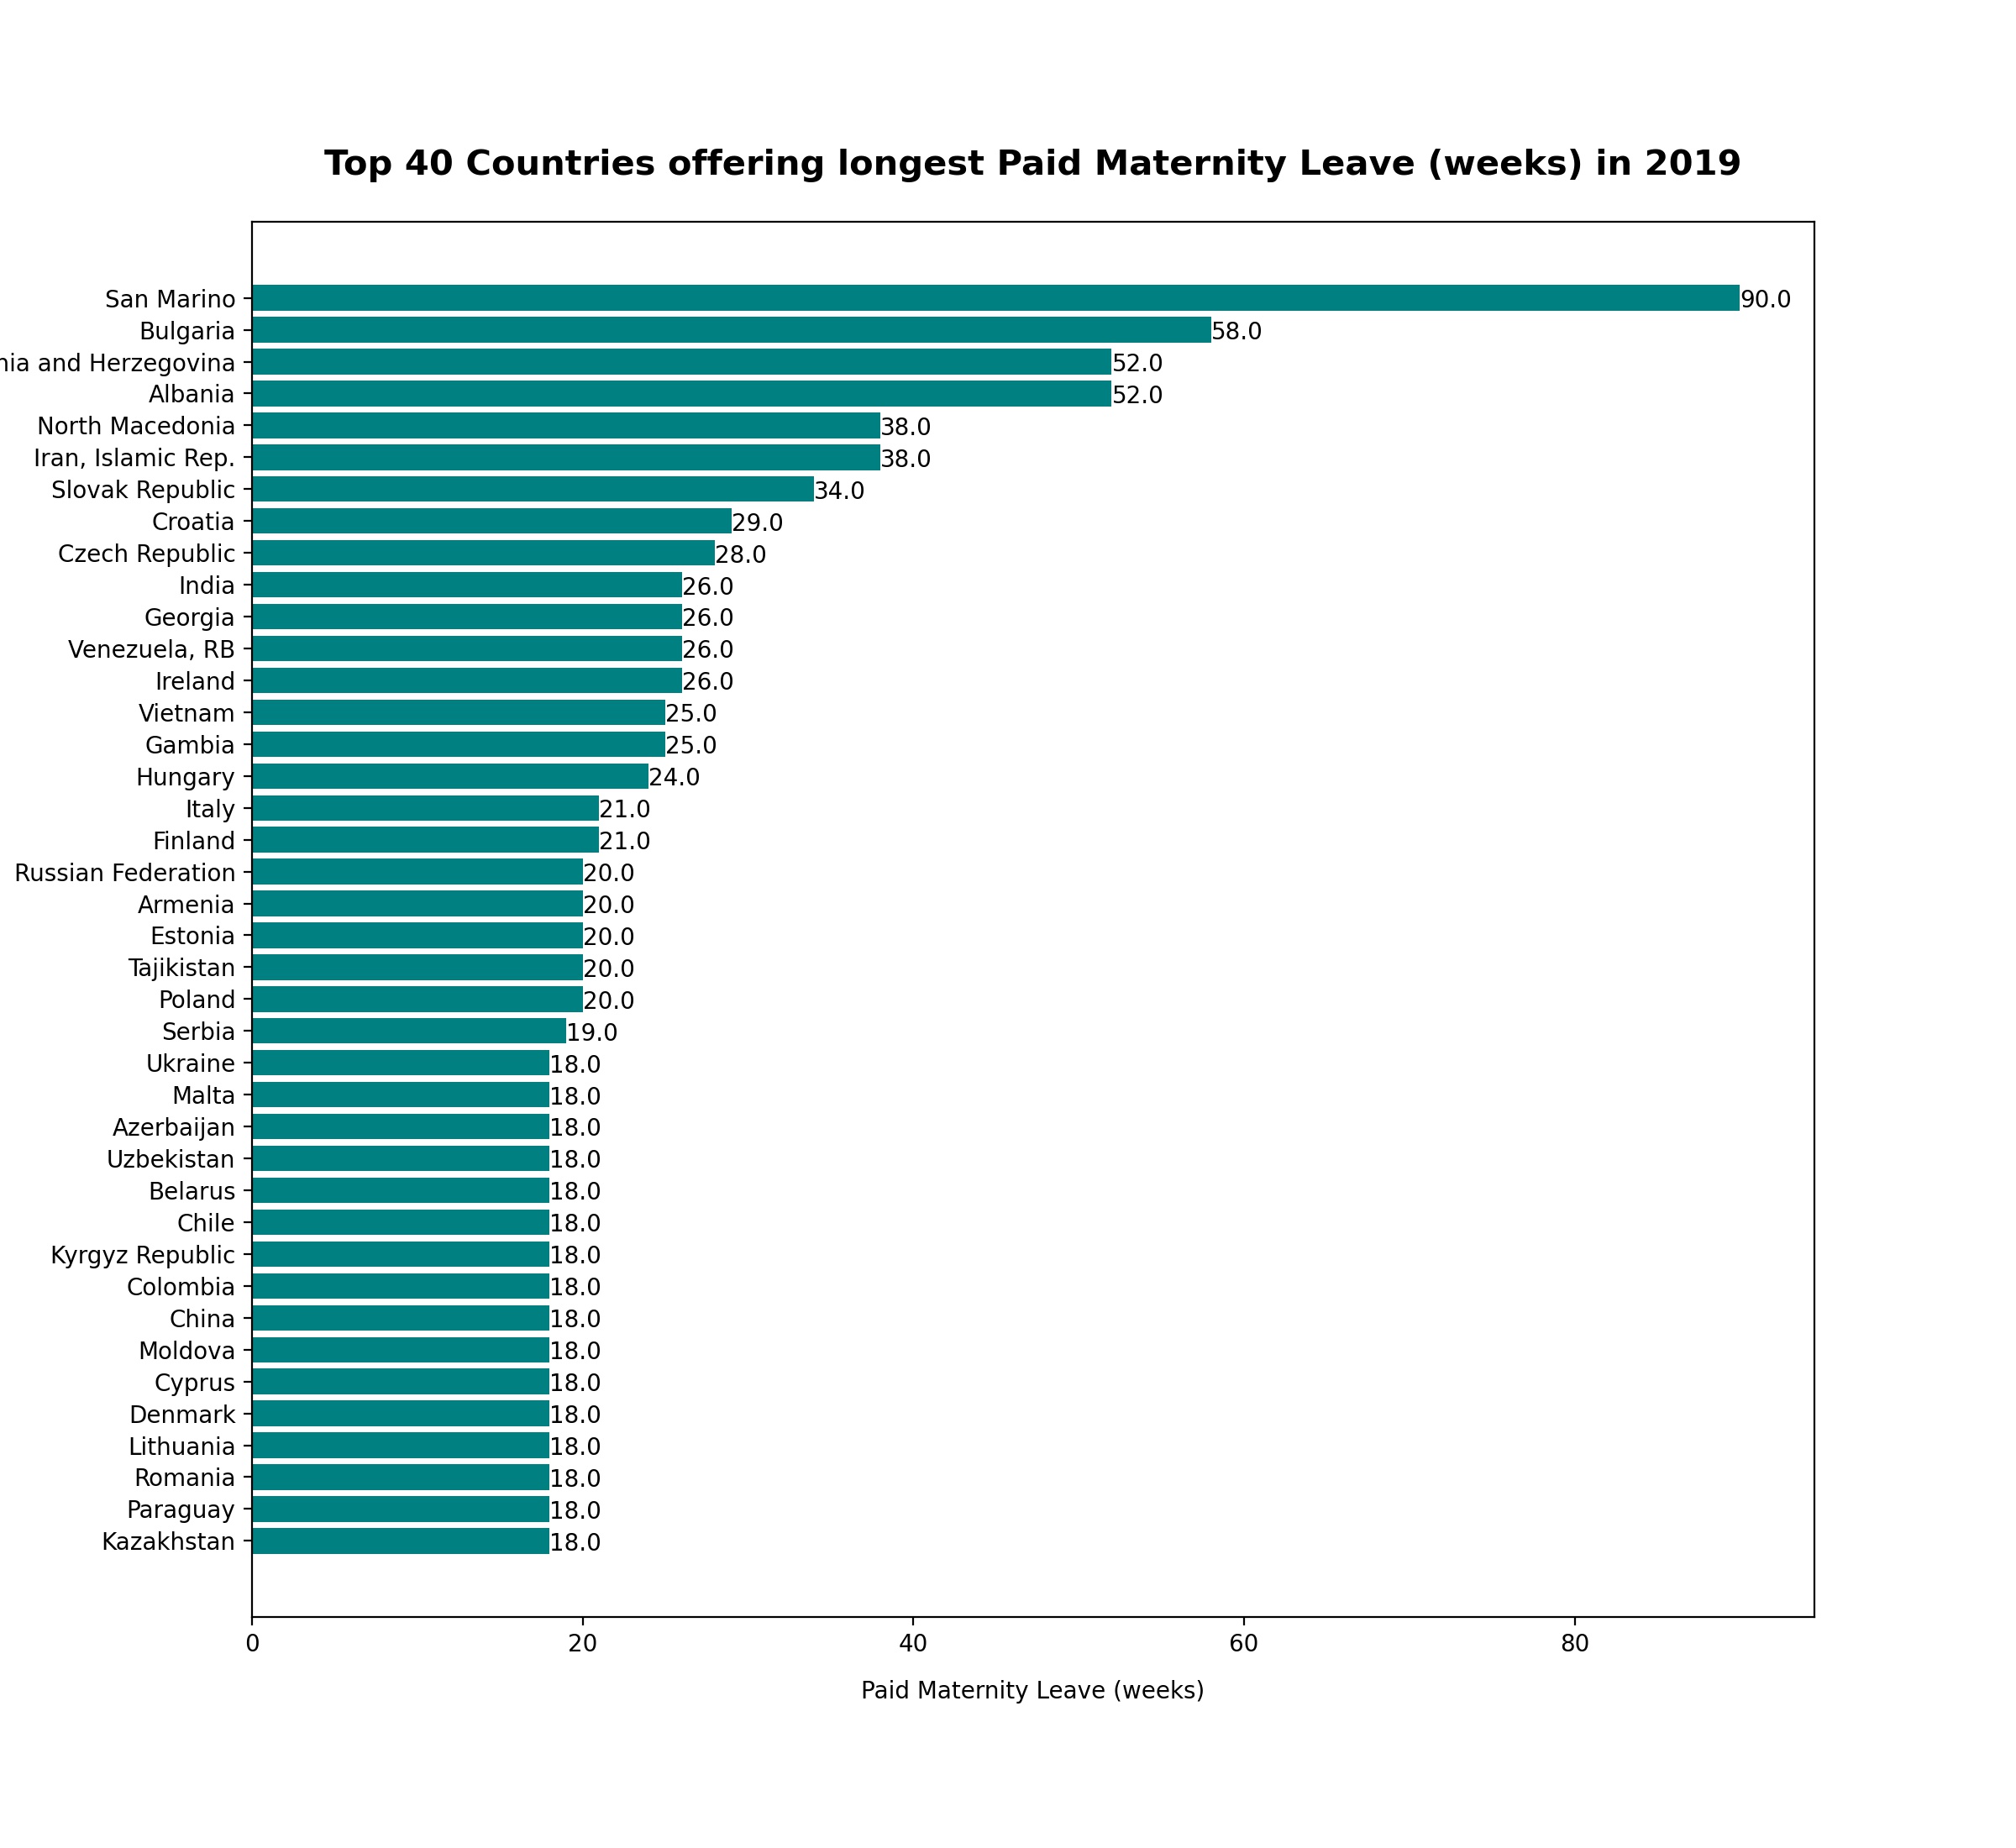 Top 40 Countries offering longest Paid Maternity Leave (weeks) in 2019
San Marino 90.0
Bulgaria 58.0
and Herzegovina 52.0
Albania 52.0
North Macedonia 38.0
Iran, Islamic Rep. 38.0
Slovak Republic 34.0
Croatia 29.0
Czech Republic 28.0
India 26.0
Georgia 26.0
Venezuela, RB 26.0
Ireland 26.0
Vietnam 25.0
Gambia 25.0
Hungary 24.0
Italy 21.0
Finland 21.0
Russian Federation 20.0
Armenia 20.0
Estonia 20.0
Tajikistan 20.0
Poland 20.0
Serbia 19.0
Ukraine 18.0
Malta 18.0
Azerbaijan 18.0
Uzbekistan 18.0
Belarus 18.0
Chile 18.0
Kyrgyz Republic 18.0
Colombia 18.0
China 18.0
Moldova 18.0
Cyprus 18.0
Denmark 18.0
Lithuania 18.0
Romania 18.0
Paraguay 18.0
Kazakhstan 18.0
0 20 40 60 80
Paid Maternity Leave (weeks)